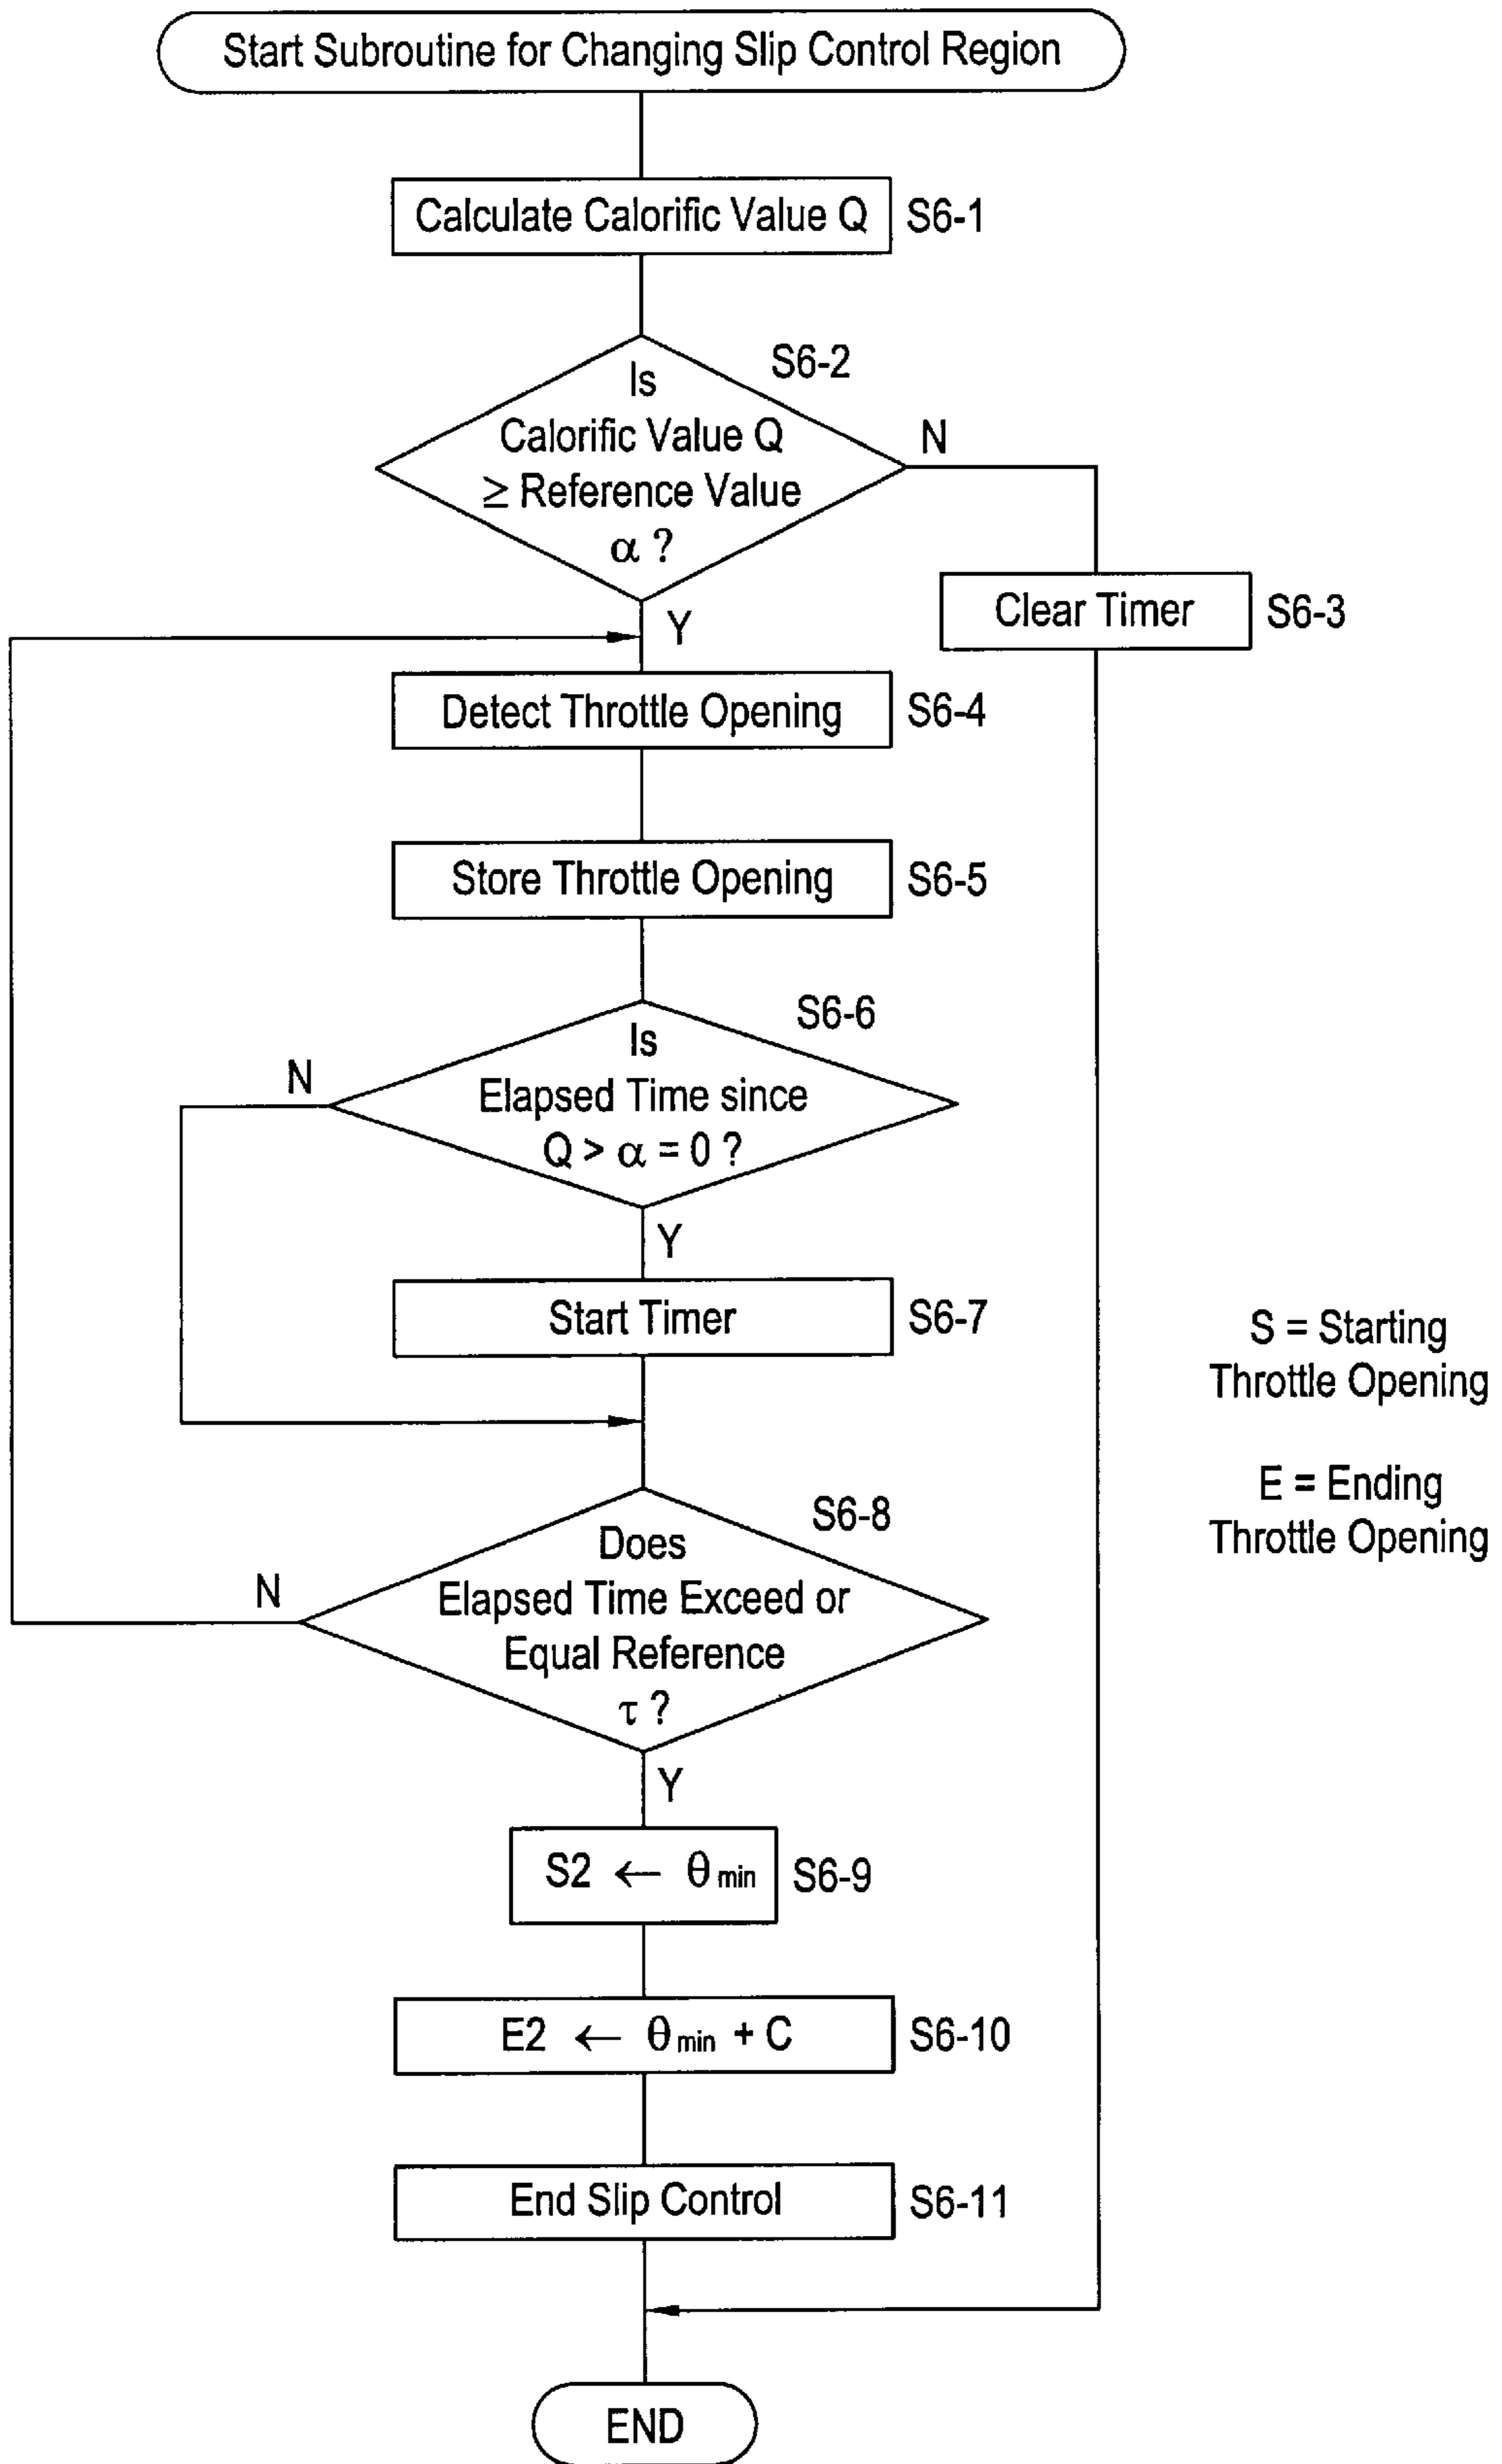 Start Subroutine for Changing Slip Control Region
Calculate Calorific Value Q
S6-1
S6-2
Is
Calorific Value Q
≥ Reference Value
α ?
N
Y
Clear Timer
S6-3
Detect Throttle Opening
S6-4
Store Throttle Opening
S6-5
S6-6
Is
Elapsed Time since
Q > α = 0 ?
N
Y
Start Timer
S6-7
S = Starting
Throttle Opening
E = Ending
Throttle Opening
S6-8
Does
Elapsed Time Exceed or
Equal Reference
τ ?
N
Y
S2 ← θ min
S6-9
E2 ← θ min + C
S6-10
End Slip Control
S6-11
END